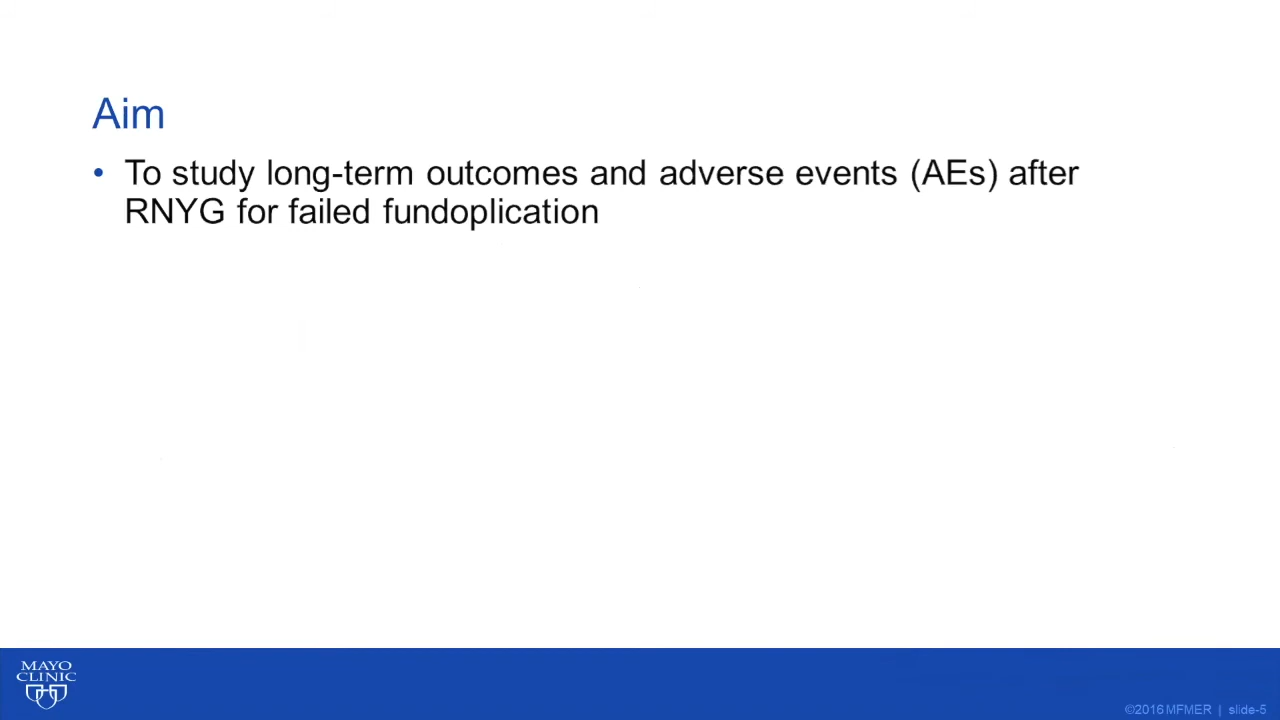 Aim
• To study long-term outcomes and adverse events (AEs) after
RNYG for failed fundoplication
MAYO
CLINIC
©2016 MFMER | slide-5